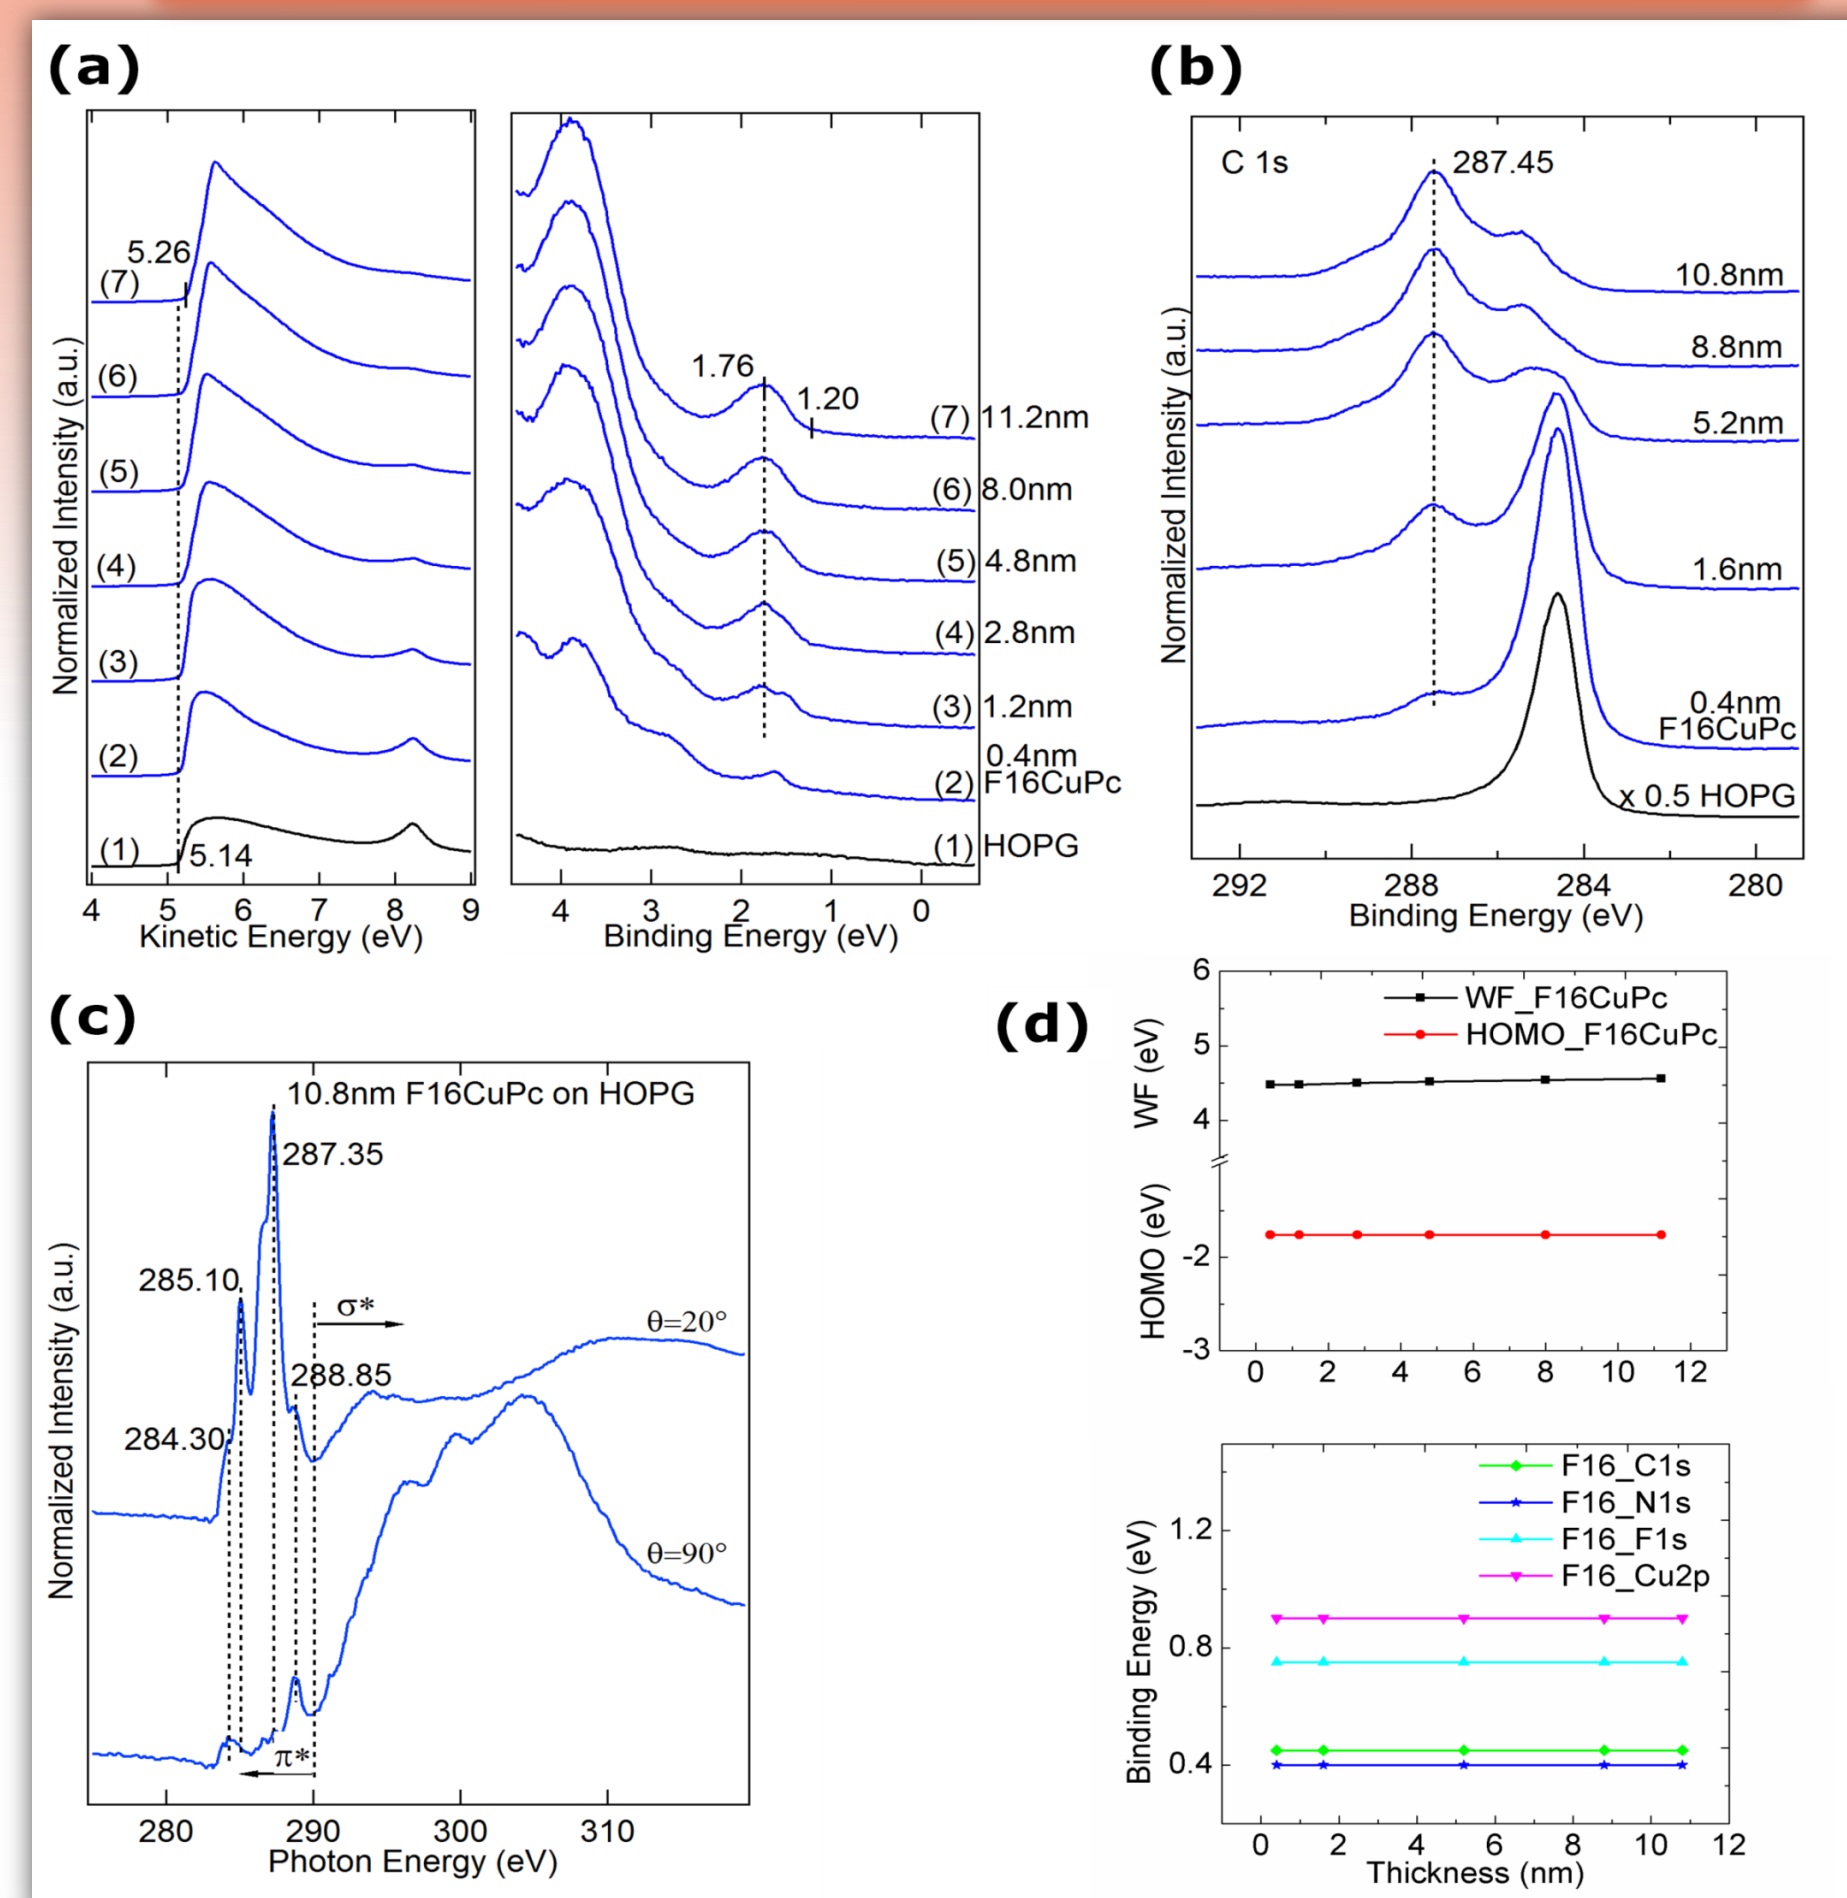 (a)
Normalized Intensity (a.u.)
5.26
(7)
(6)
(5)
(4)
(3)
(2)
(1)
5.14
4 5 6 7 8 9
Kinetic Energy (eV)
1.76
1.20
(7) 11.2nm
(6) 8.0nm
(5) 4.8nm
(4) 2.8nm
(3) 1.2nm
0.4nm
(2) F16CuPc
(1) HOPG
4 3 2 1 0
Binding Energy (eV)
(b)
Normalized Intensity (a.u.)
C 1s
287.45
10.8nm
8.8nm
5.2nm
1.6nm
0.4nm
F16CuPc
x 0.5 HOPG
292 288 284 280
Binding Energy (eV)
(c)
Normalized Intensity (a.u.)
10.8nm F16CuPc on HOPG
287.35
285.10
σ*
θ=20°
288.85
284.30
θ=90°
π*
280 290 300 310
Photon Energy (eV)
(d)
WF (eV)
HOMO (eV)
6
5
4
-2
-3
WF_F16CuPc
HOMO_F16CuPc
0 2 4 6 8 10 12
Binding Energy (eV)
1.2
0.8
0.4
F16_C1s
F16_N1s
F16_F1s
F16_Cu2p
0 2 4 6 8 10 12
Thickness (nm)